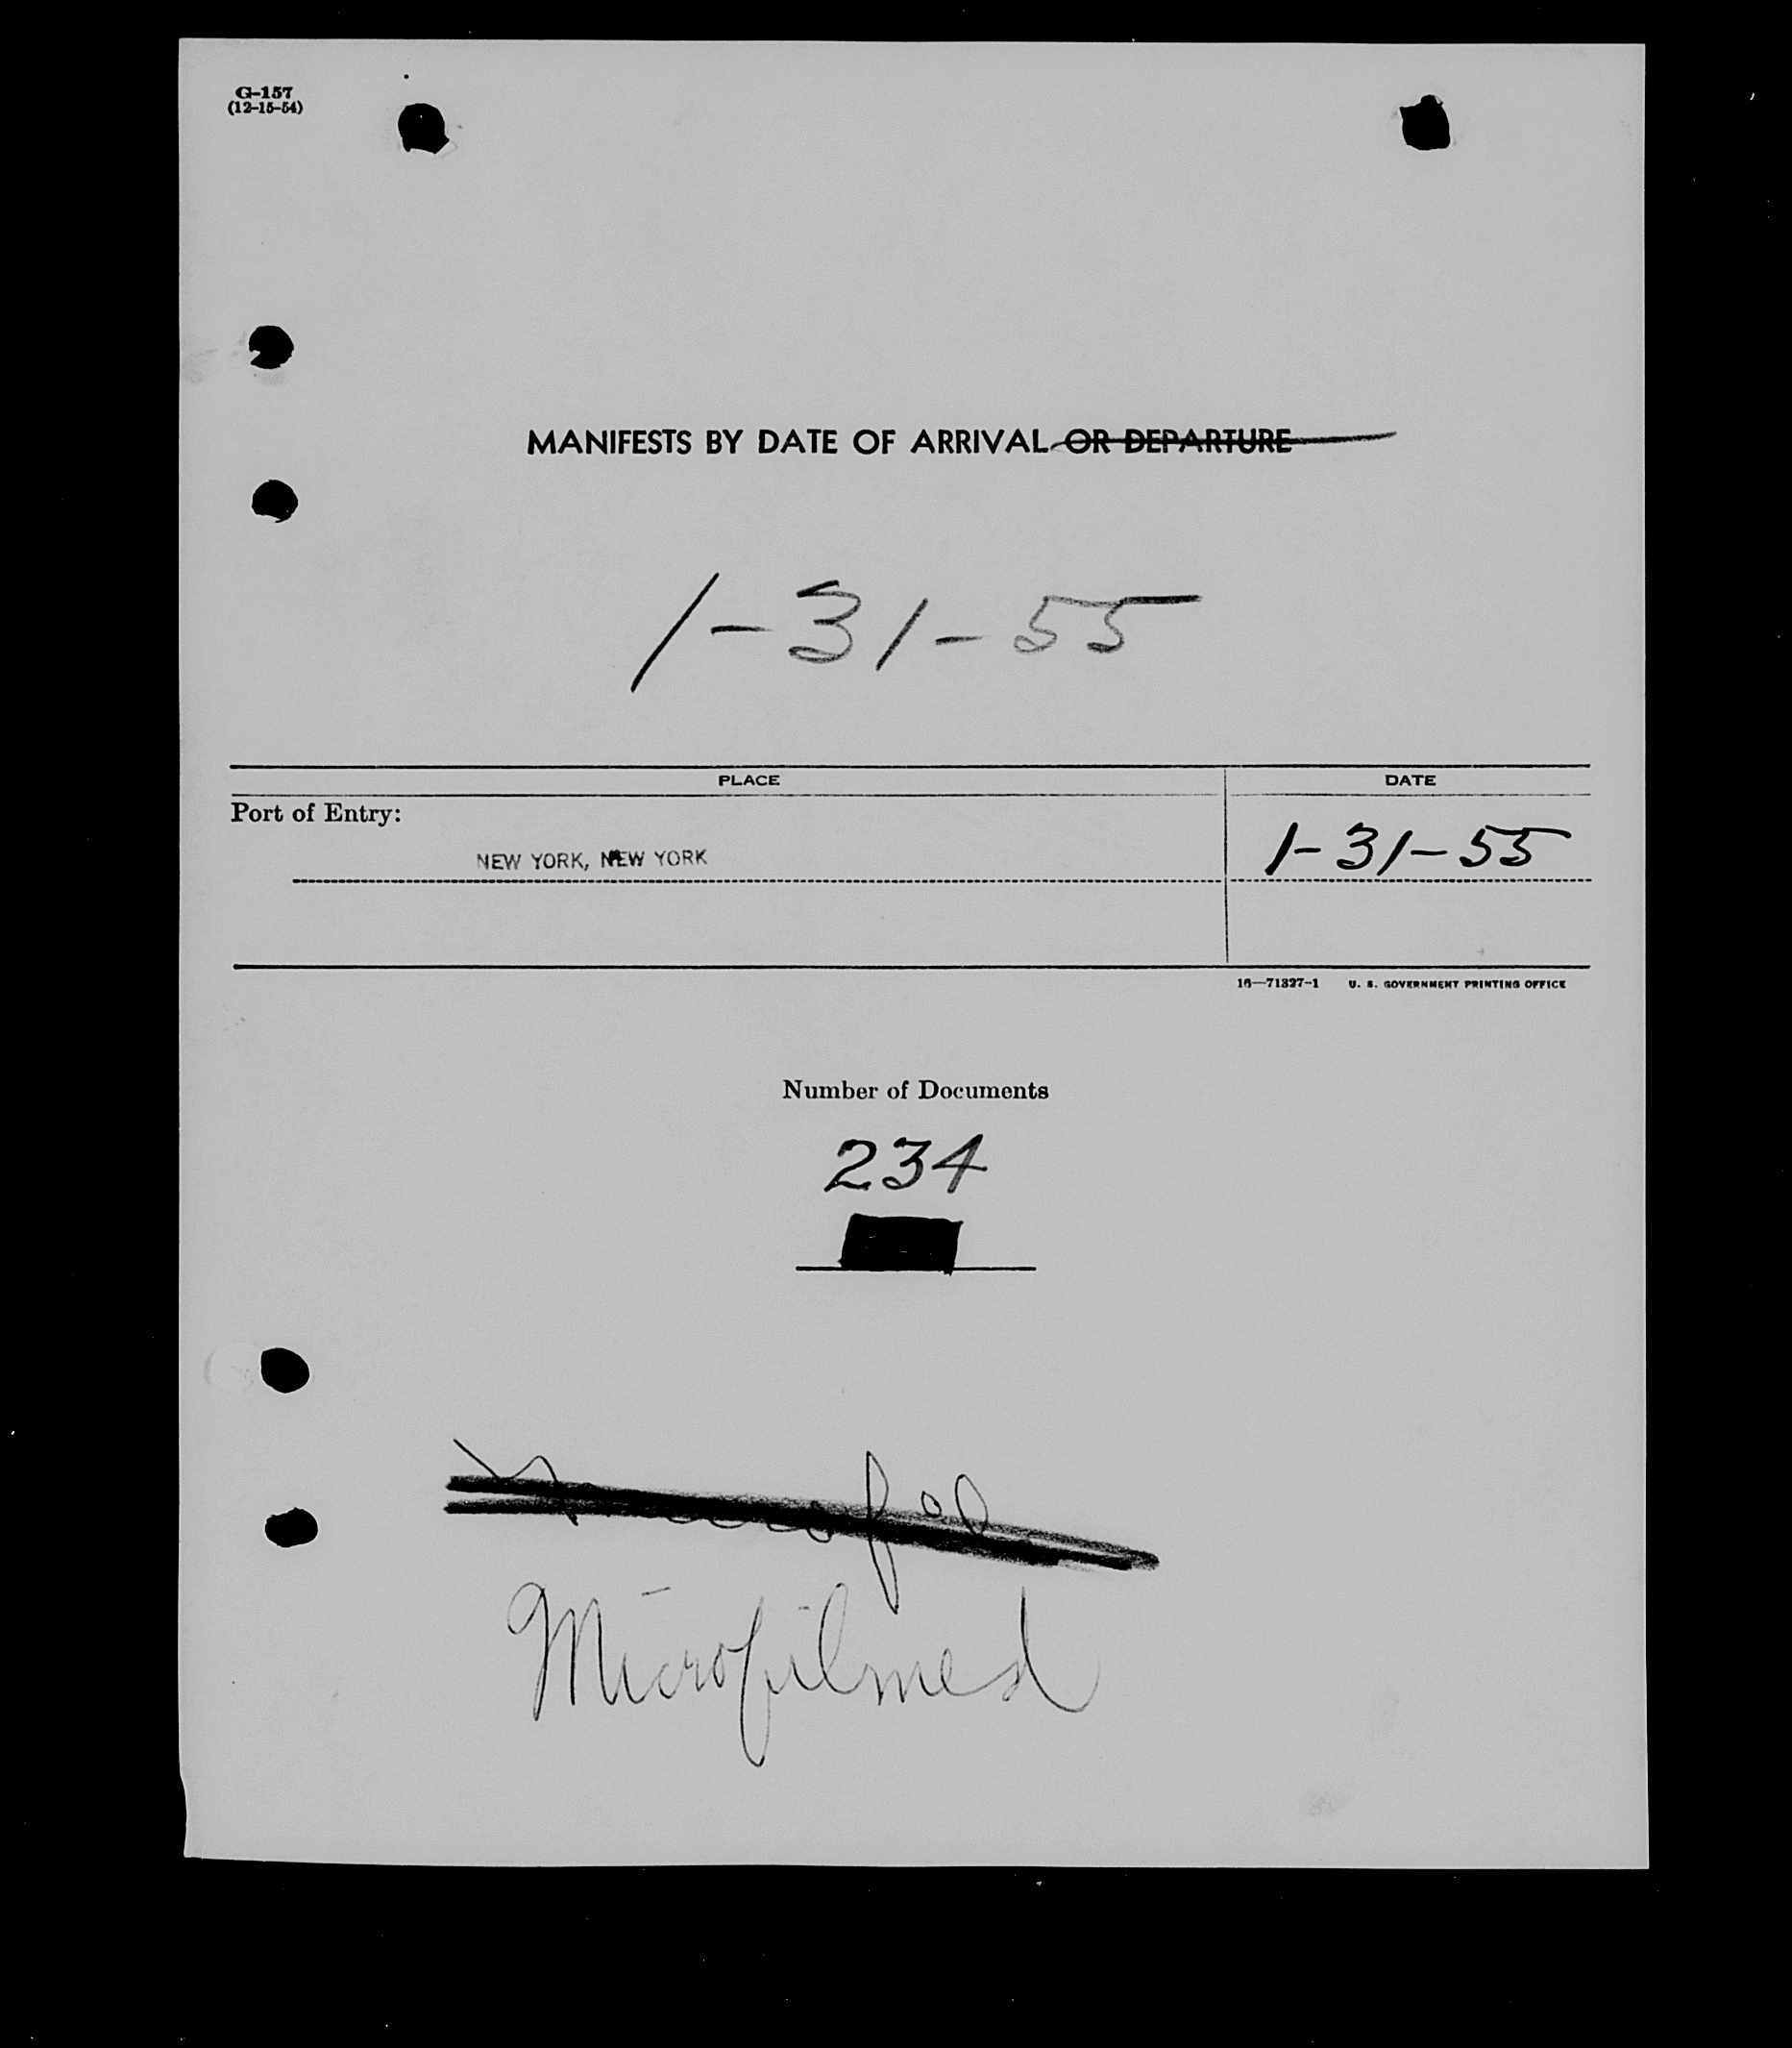 G-157
(12-15-54)
MANIFESTS BY DATE OF ARRIVAL OR DEPARTURE
1-31-55
PLACE
DATE
Port of Entry:
NEW YORK, NEW YORK
1-31-55
16—71327-1 U. S. GOVERNMENT PRINTING OFFICE
Number of Documents
234
Microfilmed